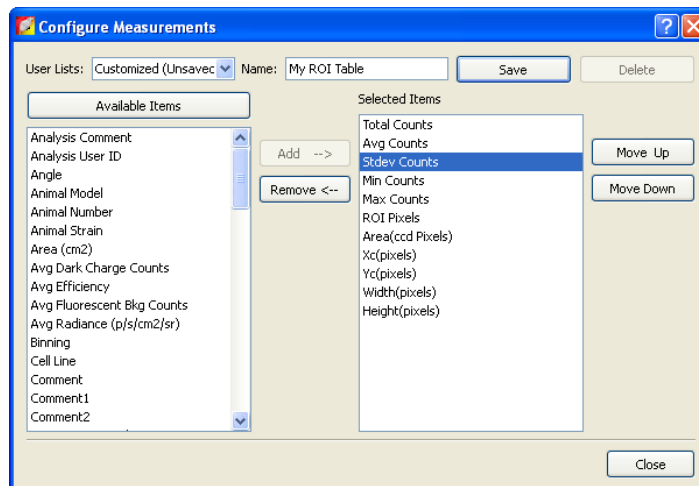 Configure Measurements
User Lists: Customized (Unsavec Name: My ROI Table Save Delete
Available Items
Selected Items
Analysis Comment
Analysis User ID
Angle
Animal Model
Animal Number
Animal Strain
Area (cm2)
Avg Dark Charge Counts
Avg Efficiency
Avg Fluorescent Bkg Counts
Avg Radiance (p/s/cm2/sr)
Binning
Cell Line
Comment
Comment1
Comment2
Add -->
Remove <--
Total Counts
Avg Counts
Stdev Counts
Min Counts
Max Counts
ROI Pixels
Area(ccd Pixels)
Xc(pixels)
Yc(pixels)
Width(pixels)
Height(pixels)
Move Up
Move Down
Close